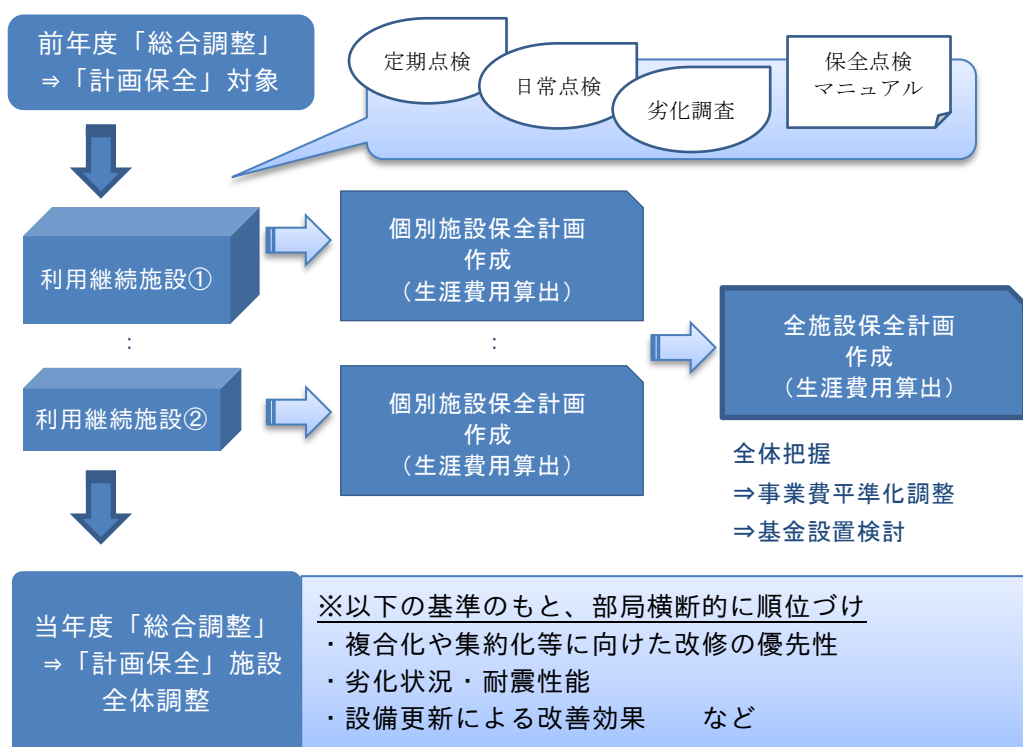 前年度「総合調整」
⇒「計画保全」対象
定期点検
日常点検
劣化調査
保全点検
マニュアル
利用継続施設①
:
利用継続施設②
個別施設保全計画
作成
（生涯費用算出）
:
個別施設保全計画
作成
（生涯費用算出）
全施設保全計画
作成
（生涯費用算出）
全体把握
⇒事業費平準化調整
⇒基金設置検討
当年度「総合調整」
⇒「計画保全」施設
全体調整
※以下の基準のもと、部局横断的に順位づけ
・複合化や集約化等に向けた改修の優先性
・劣化状況・耐震性能
・設備更新による改善効果　　など